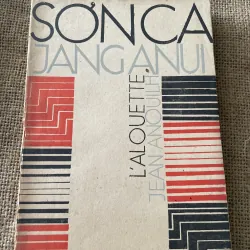 SƠN CA
JANG ANUI
L'ALOUETTE,
JEAN ANOUILH